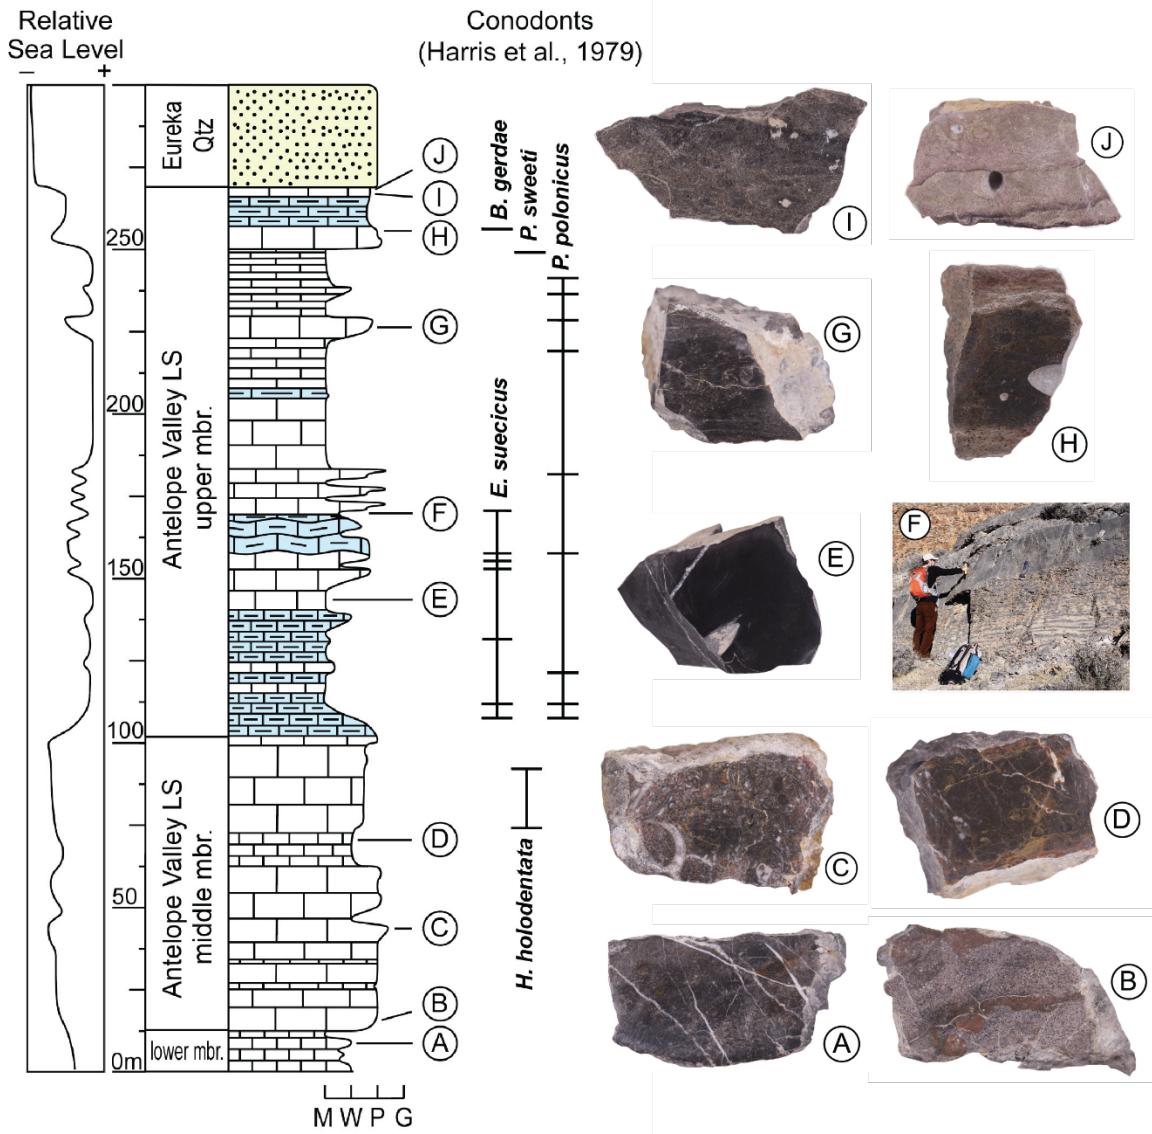 Relative
Sea Level
– +
Conodonts
(Harris et al., 1979)
Eureka
Qtz
Antelope Valley LS
upper mbr.
Antelope Valley LS
middle mbr.
lower mbr.
250
200
150
100
50
0m
J
I
H
G
F
E
D
C
B
A
B. gerdae
P. sweeti
P. polonicus
E. suecicus
H. holodentata
M W P G
I
J
G
H
E
F
C
D
A
B